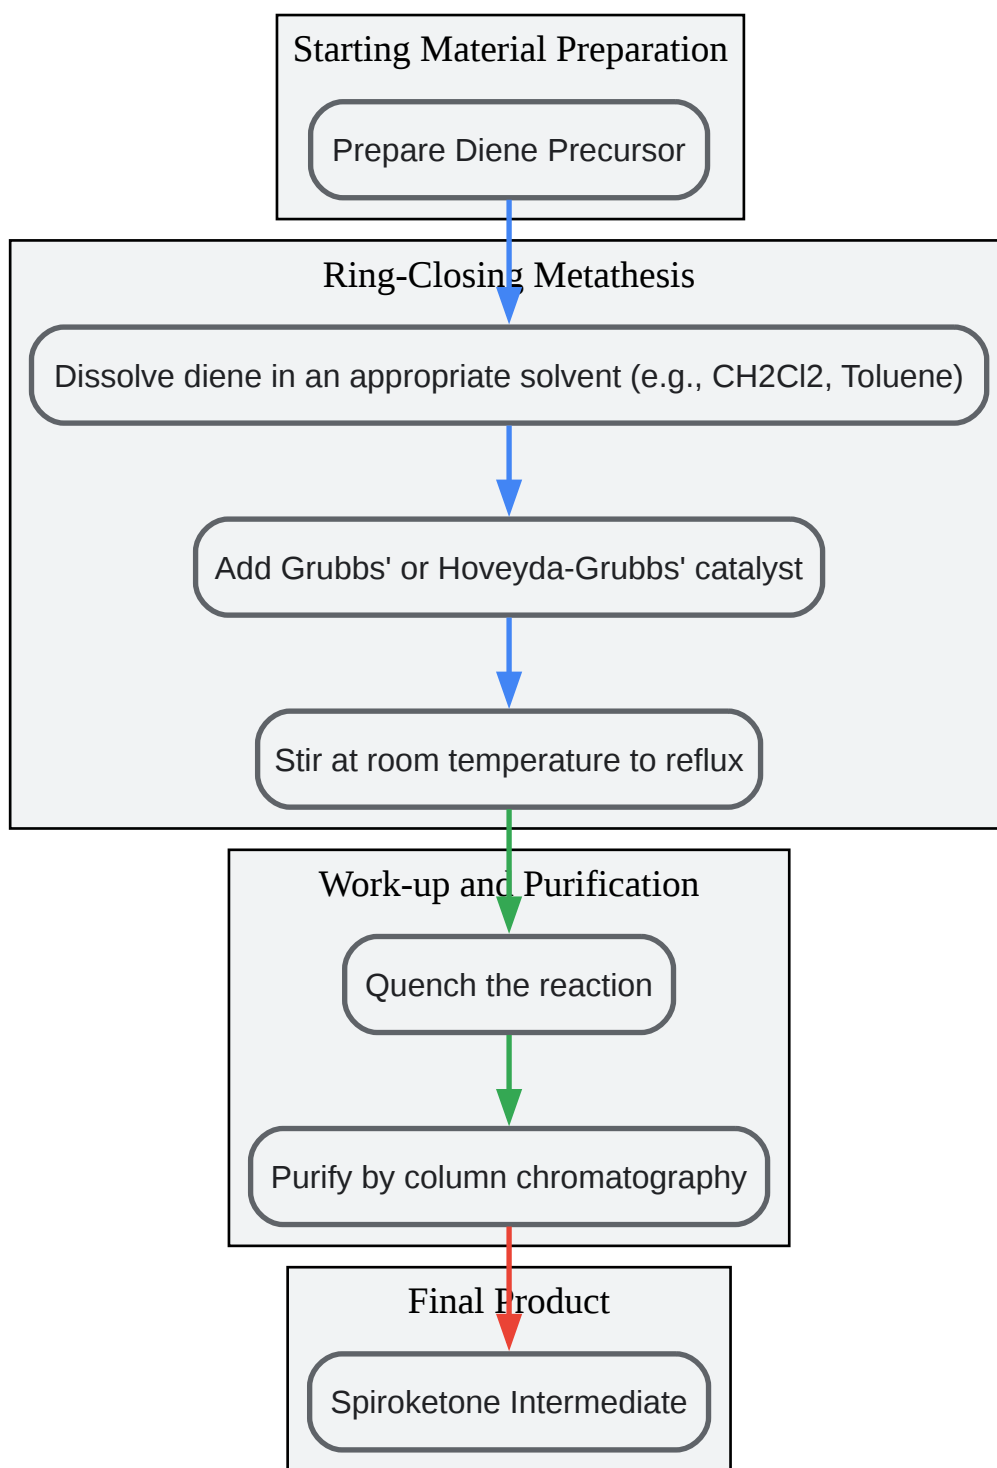 Starting Material Preparation
Prepare Diene Precursor
Ring-Closing Metathesis
Dissolve diene in an appropriate solvent (e.g., CH2Cl2, Toluene)
Add Grubbs' or Hoveyda-Grubbs' catalyst
Stir at room temperature to reflux
Work-up and Purification
Quench the reaction
Purify by column chromatography
Final Product
Spiroketone Intermediate